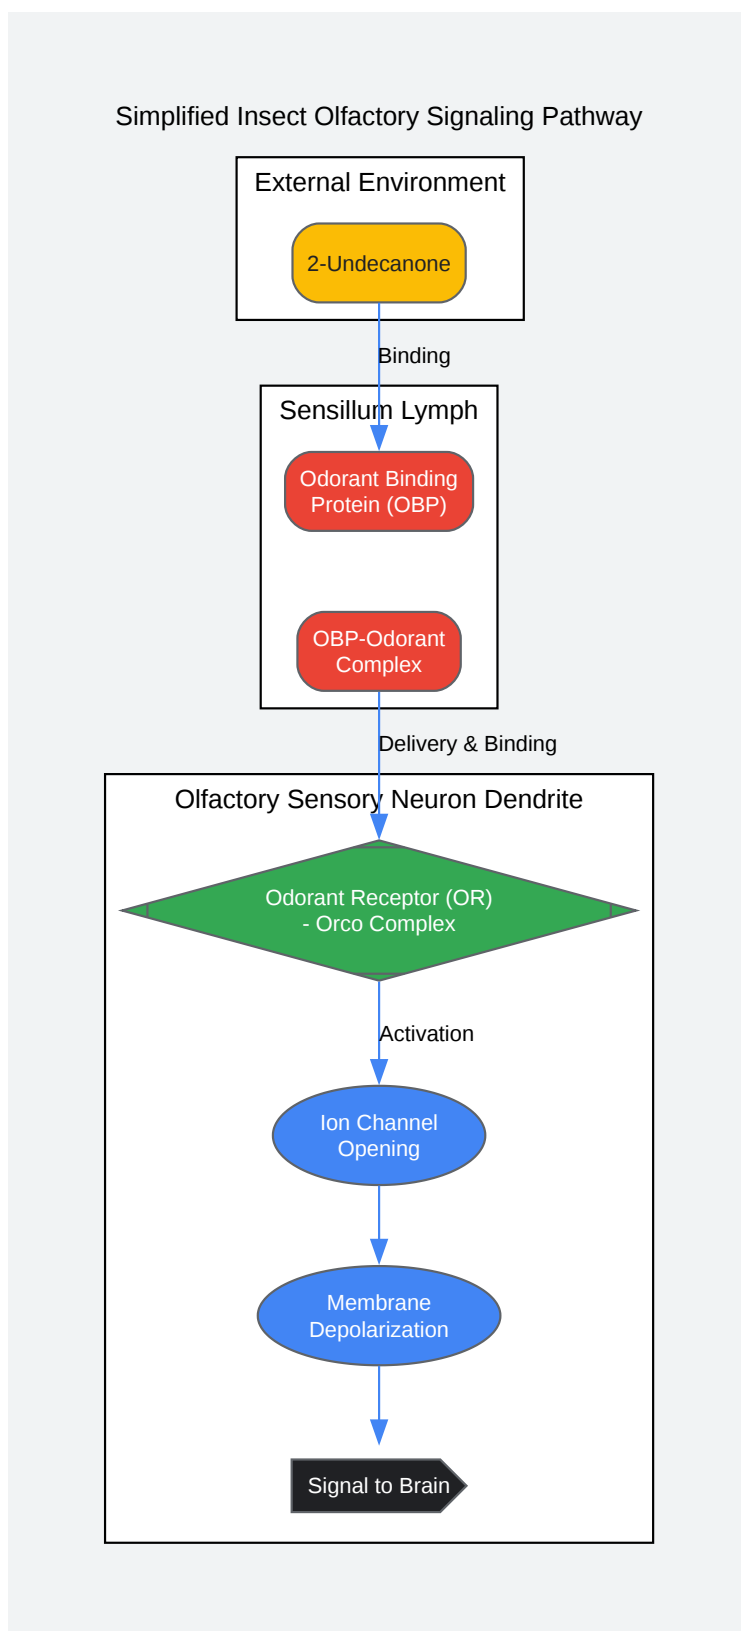 Simplified Insect Olfactory Signaling Pathway
External Environment
2-Undecanone
Binding
Sensillum Lymph
Odorant Binding
Protein (OBP)
OBP-Odorant
Complex
Delivery & Binding
Olfactory Sensory Neuron Dendrite
Odorant Receptor (OR)
- Orco Complex
Activation
Ion Channel
Opening
Membrane
Depolarization
Signal to Brain